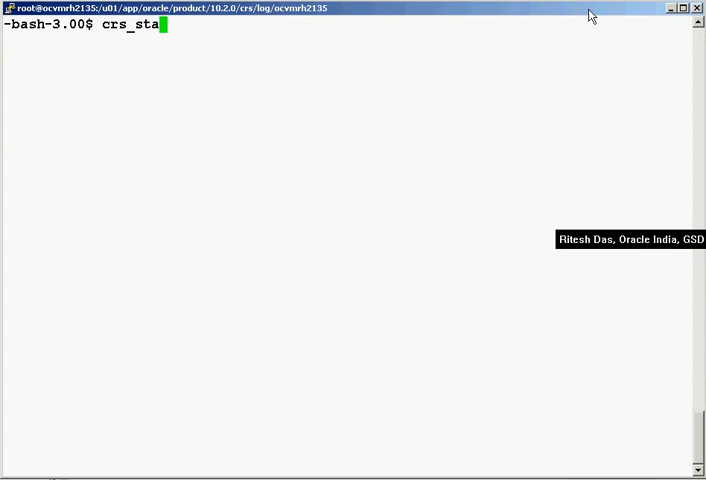 root@ocvmrh2135:/u01/app/oracle/product/10.2.0/crs/log/ocvmrh2135
-bash-3.00$ crs_sta
Ritesh Das, Oracle India, GSD